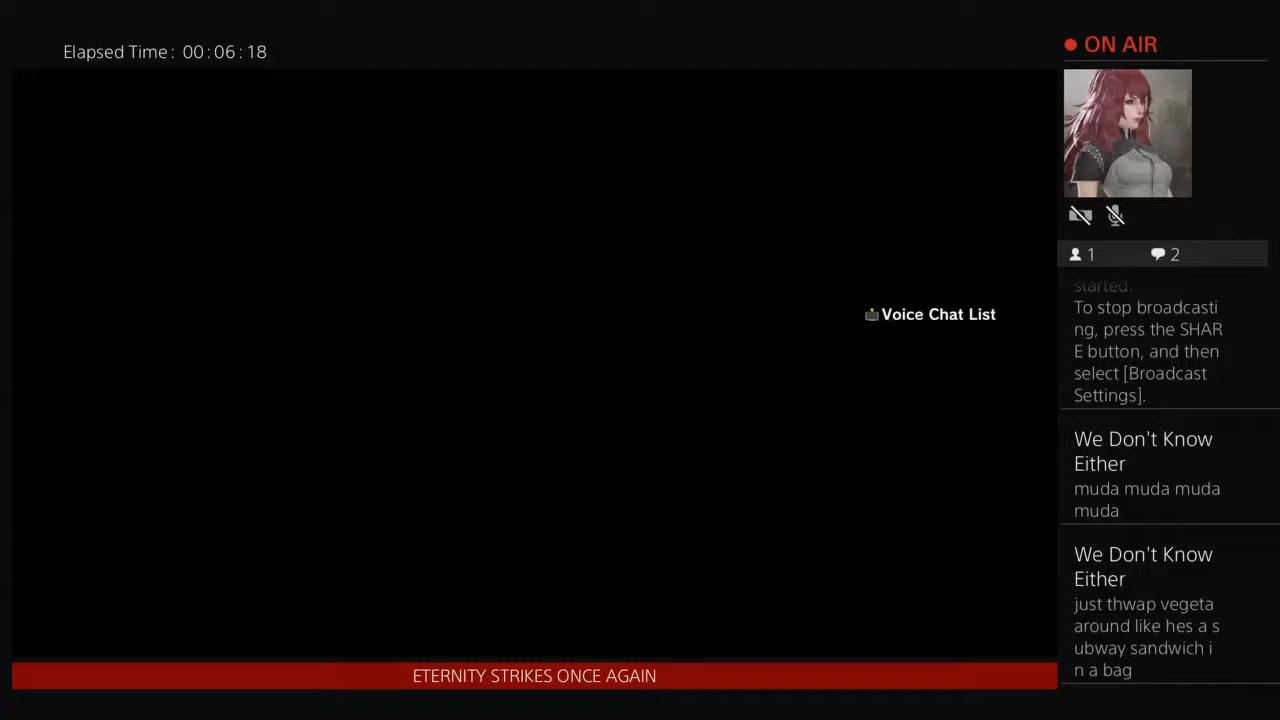 Elapsed Time: 00:06:18
ON AIR
1
2
started.
To stop broadcasti
ng, press the SHAR
E button, and then
select [Broadcast
Settings].
Voice Chat List
We Don't Know
Either
muda muda muda
muda
We Don't Know
Either
just thwap vegeta
around like hes a s
ubway sandwich i
n a bag
ETERNITY STRIKES ONCE AGAIN